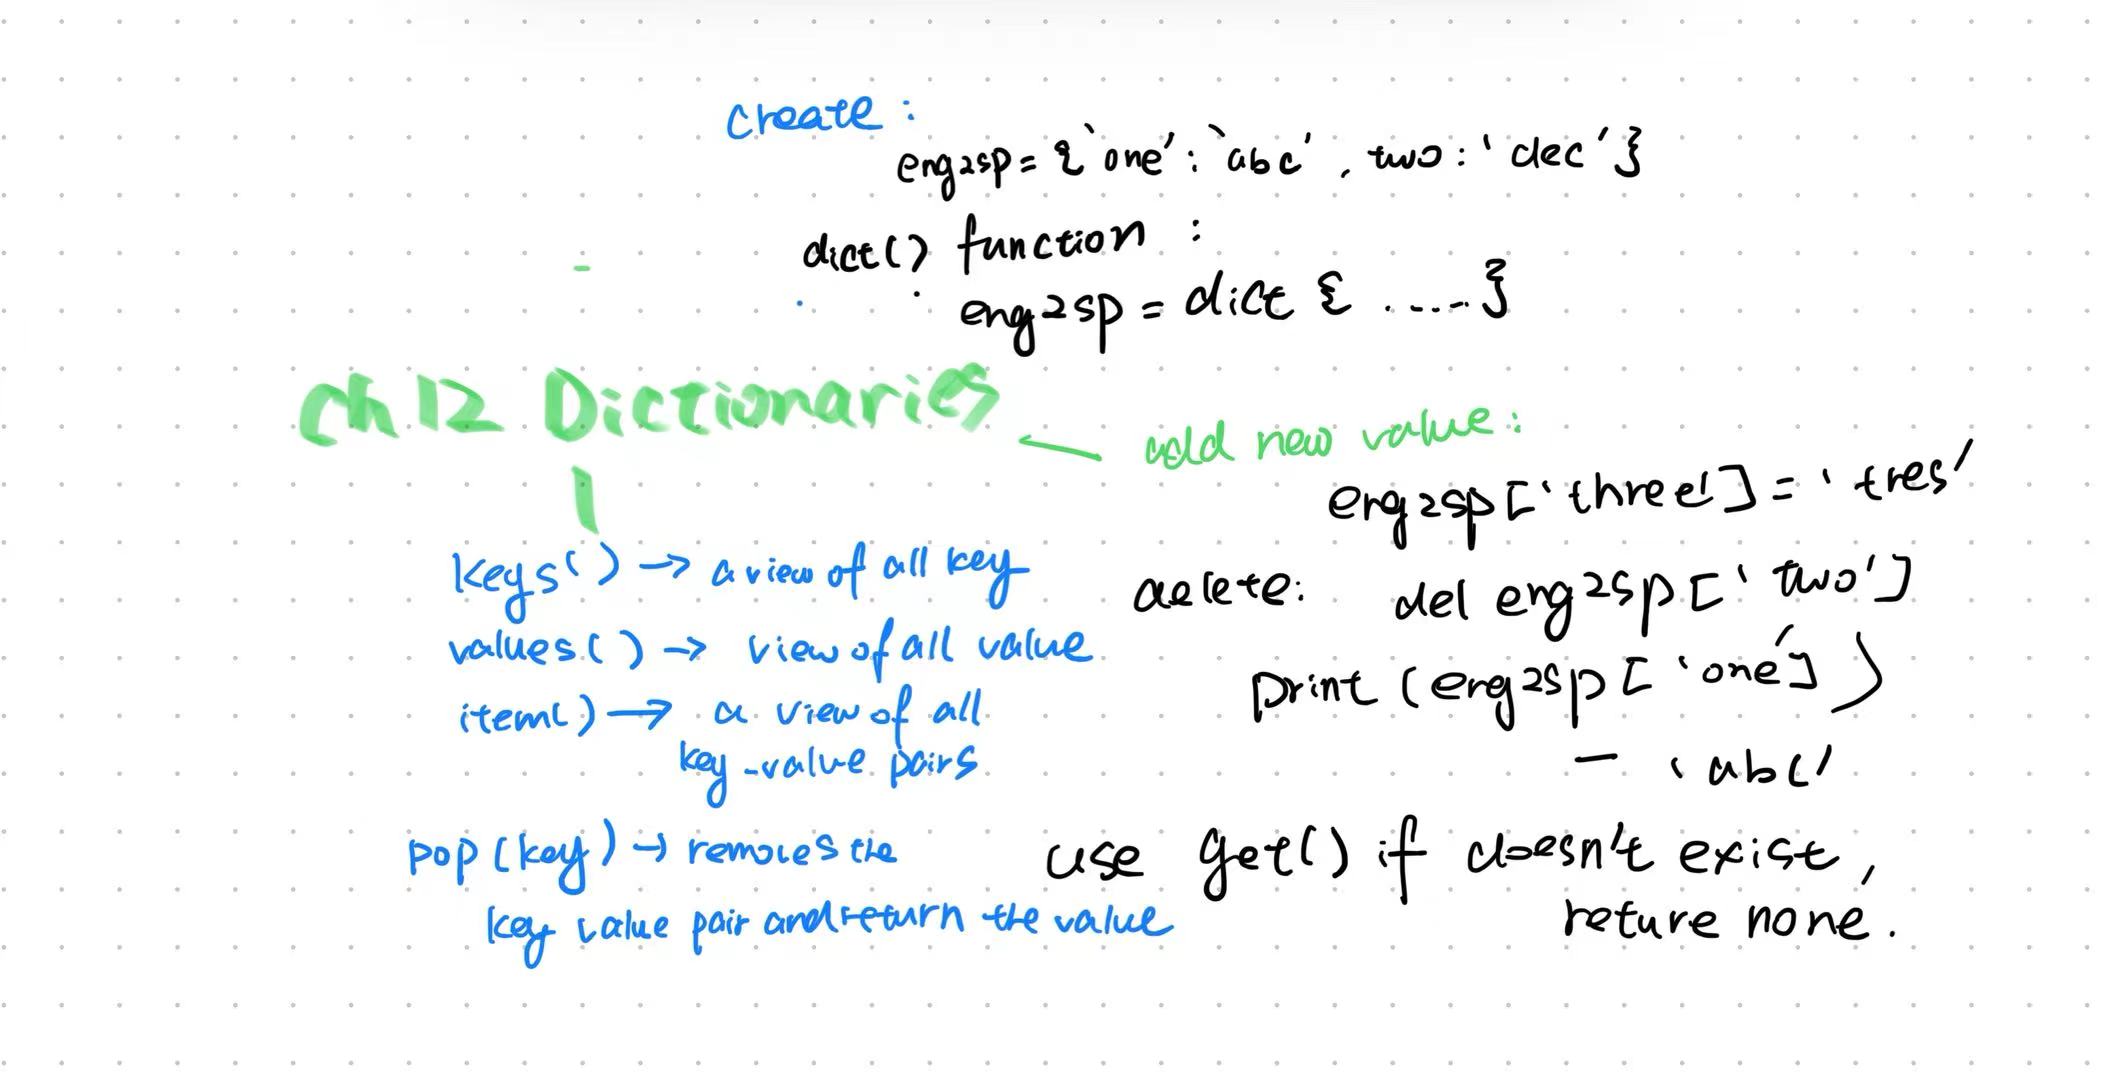 create :
eng2sp = {`one' : `abc' , two : 'dec'}
dict() function :
eng2sp = dict { ..... }
Ch 12 Dictionaries
add new value :
eng2sp['three'] = 'tres'
keys() → a view of all key
delete: del eng2sp['two']
values() → view of all value
print (eng2sp['one'])
item() → a view of all
key-value pairs
- 'abc'
pop (key) → removes the
key value pair and return the value
use get() if doesn't exist,
reture none.